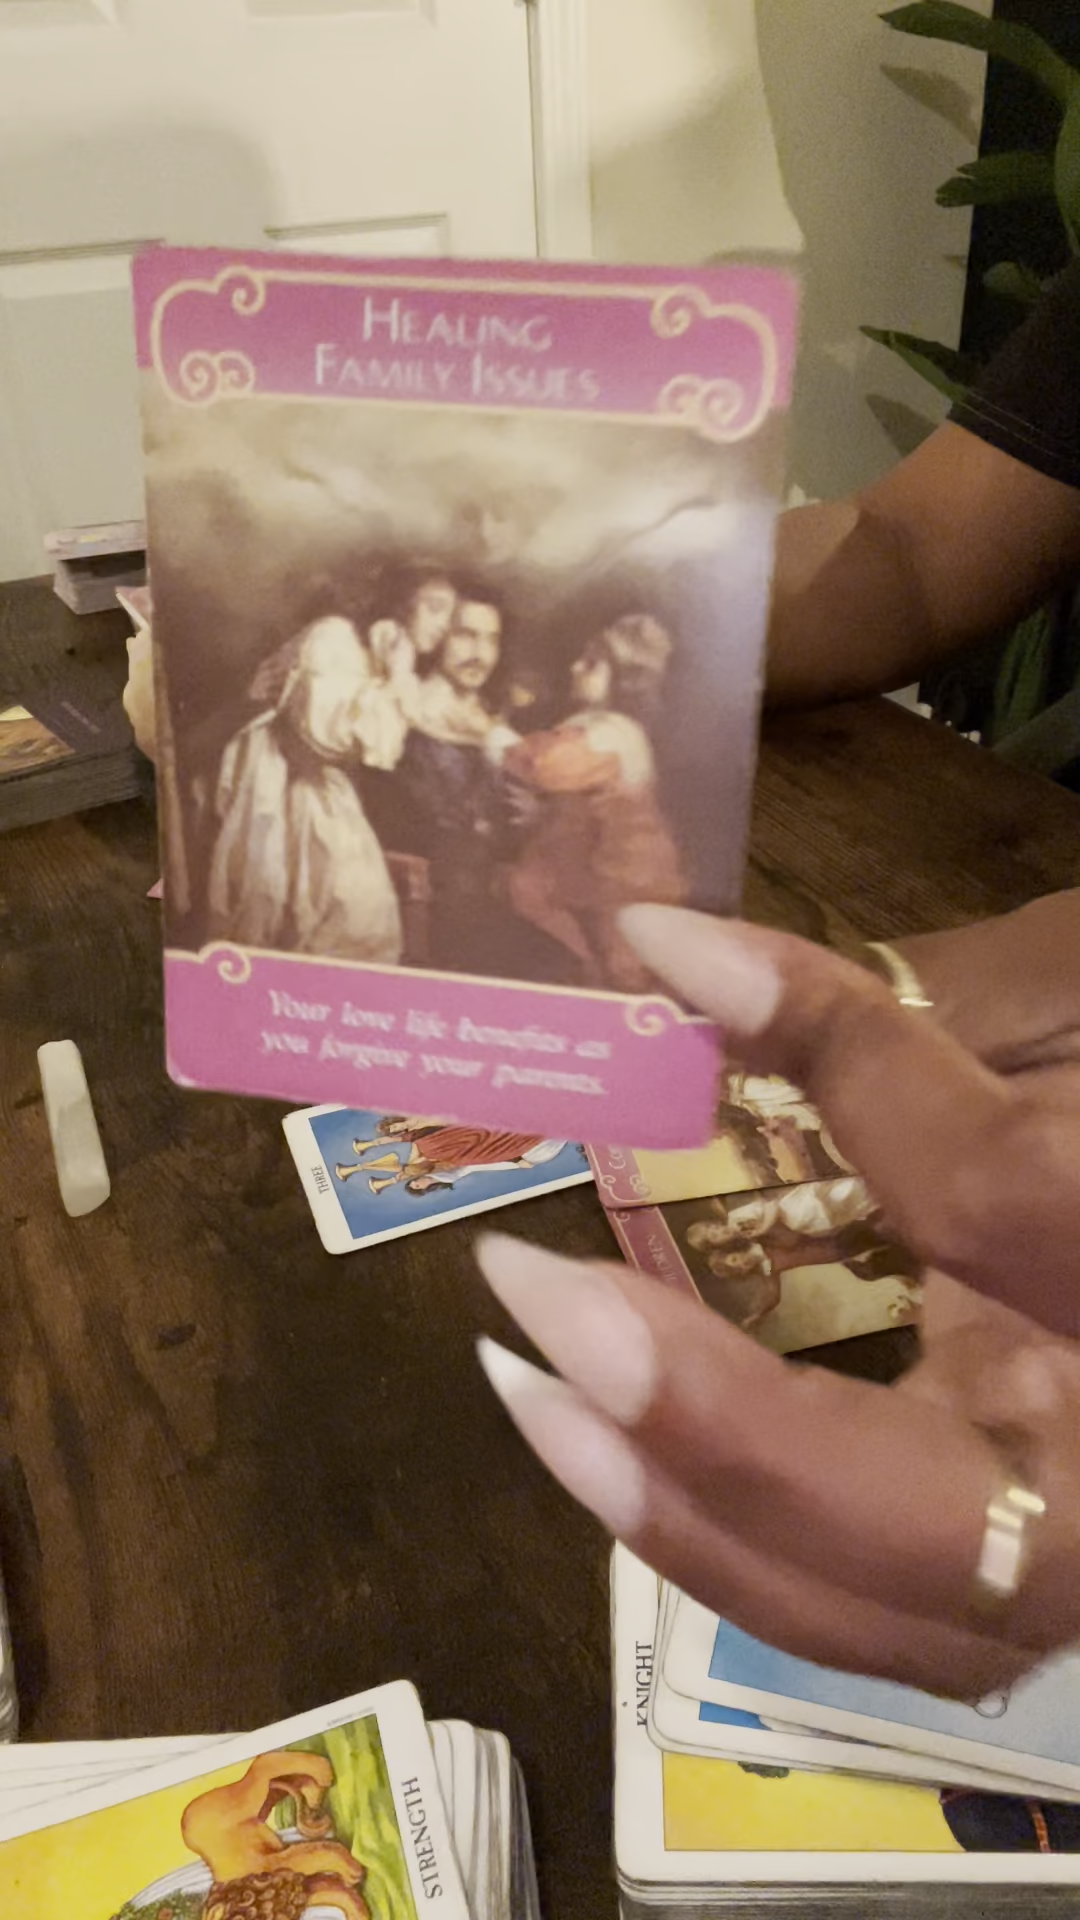 HEALING
FAMILY ISSUES
Your love life benefits as
you forgive your parents.
THREE
KNIGHT
STRENGTH